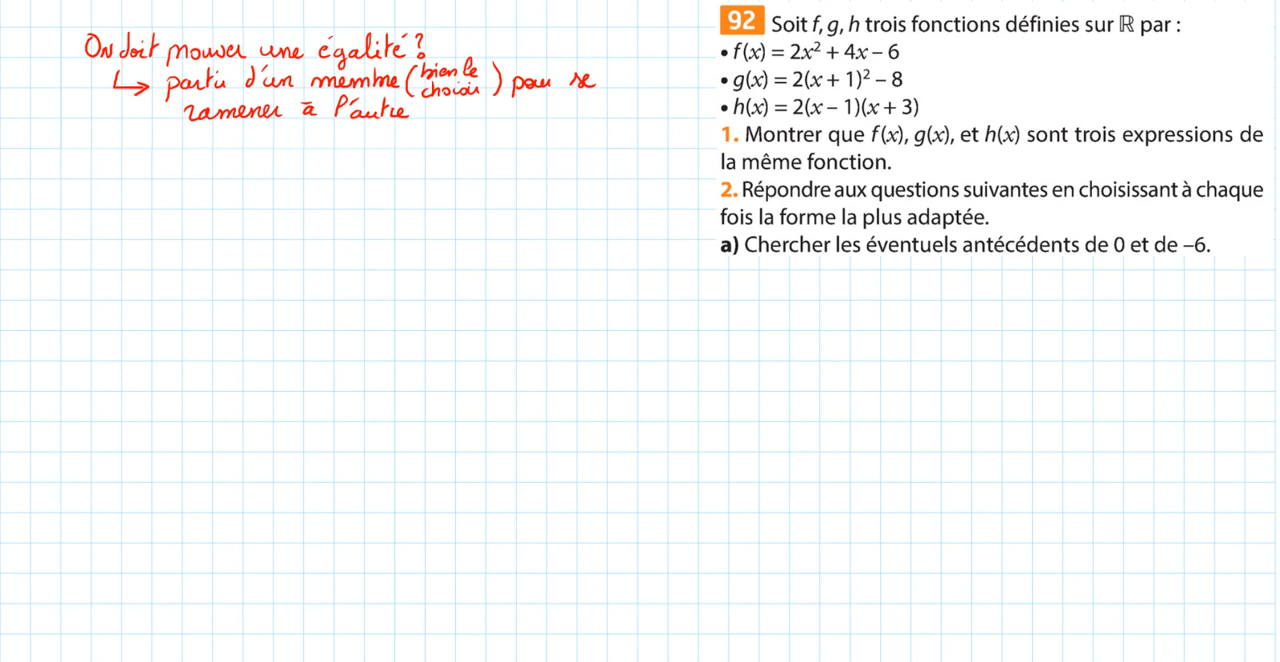 On doit prouver une égalité ?
↳ partir d'un membre (bien le choisir) pour se
ramener à l'autre
92 Soit f, g, h trois fonctions définies sur ℝ par :
• f(x) = 2x² + 4x – 6
• g(x) = 2(x + 1)² – 8
• h(x) = 2(x – 1)(x + 3)
1. Montrer que f(x), g(x), et h(x) sont trois expressions de
la même fonction.
2. Répondre aux questions suivantes en choisissant à chaque
fois la forme la plus adaptée.
a) Chercher les éventuels antécédents de 0 et de –6.